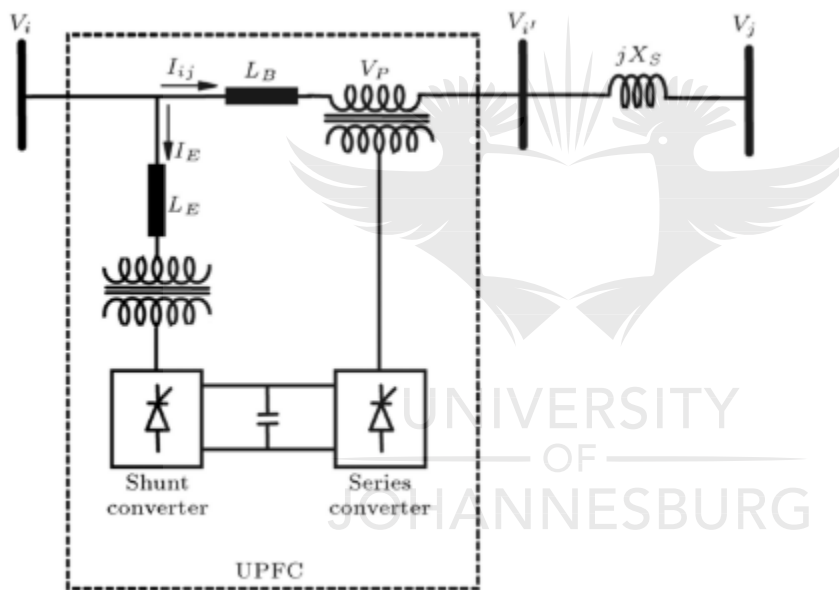 V_i
V_i'
V_j
I_ij
L_B
V_P
jX_S
I_E
L_E
UNIVERSITY
OF
JOHANNESBURG
Shunt
converter
Series
converter
UPFC